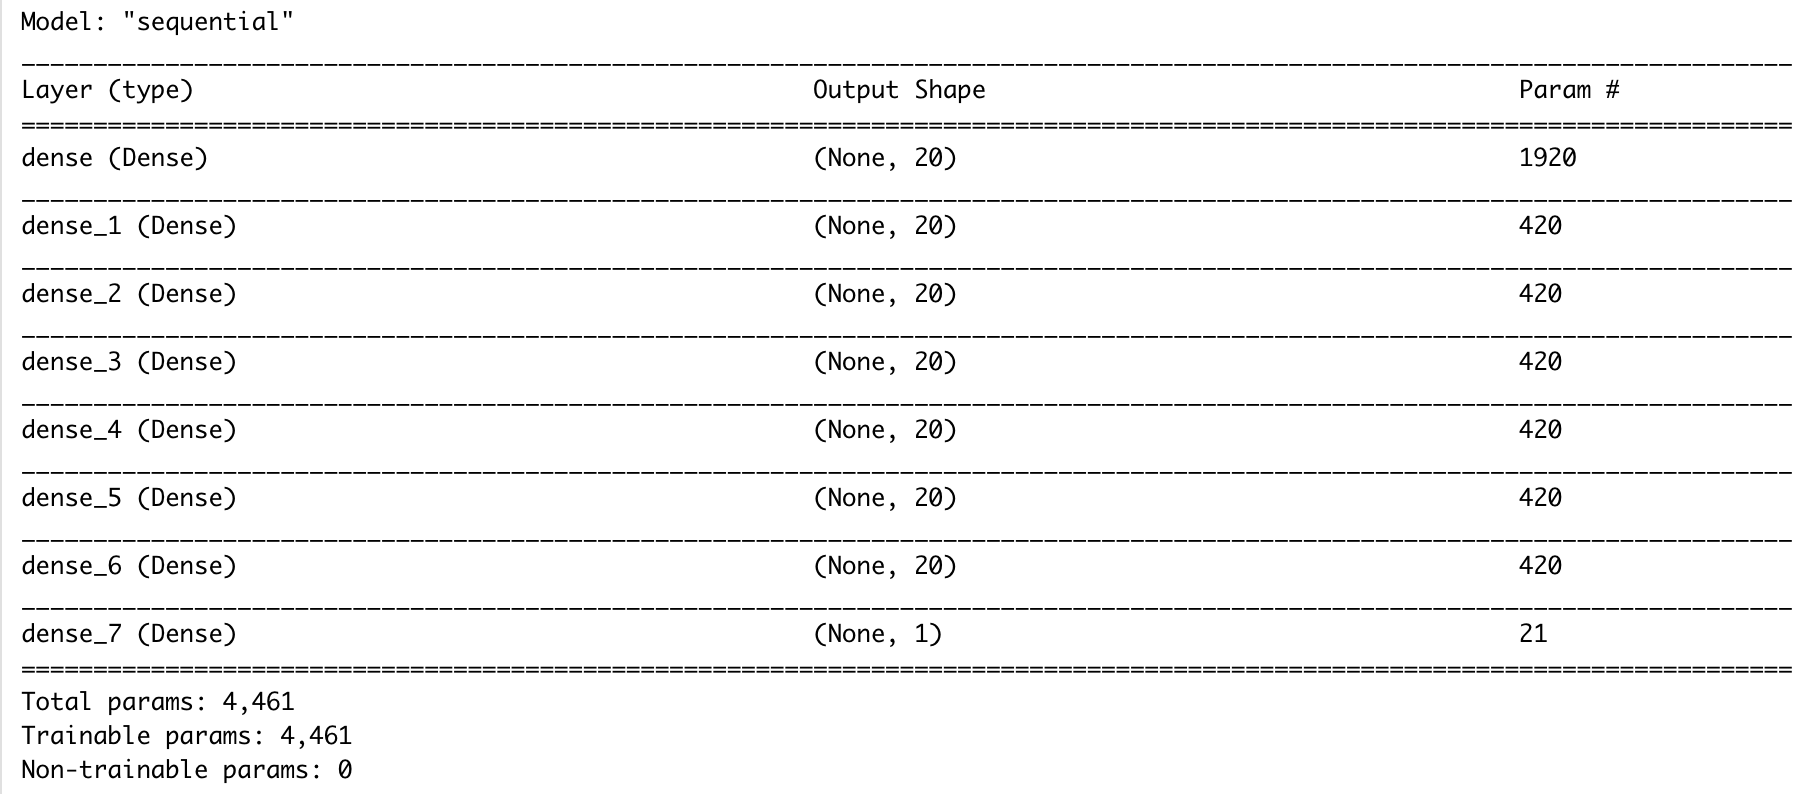 Model: "sequential"
Layer (type) Output Shape Param #
dense (Dense) (None, 20) 1920
dense_1 (Dense) (None, 20) 420
dense_2 (Dense) (None, 20) 420
dense_3 (Dense) (None, 20) 420
dense_4 (Dense) (None, 20) 420
dense_5 (Dense) (None, 20) 420
dense_6 (Dense) (None, 20) 420
dense_7 (Dense) (None, 1) 21
Total params: 4,461
Trainable params: 4,461
Non-trainable params: 0